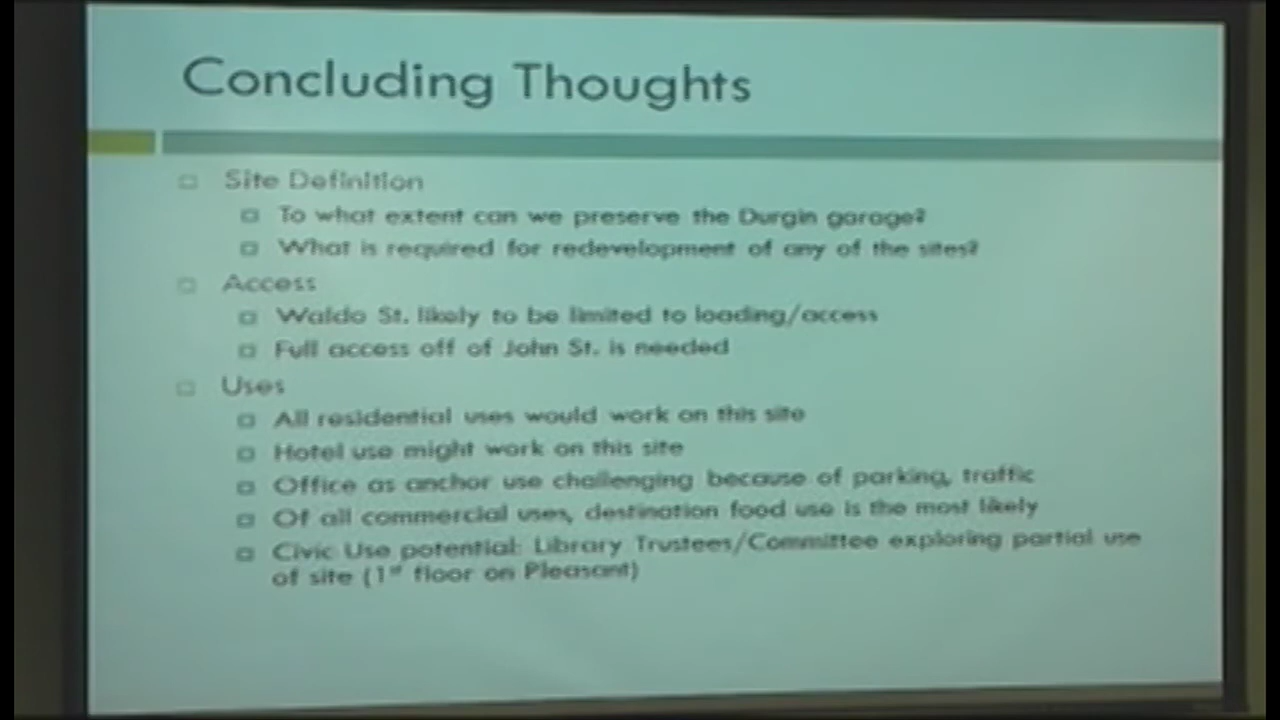 Concluding Thoughts
Site Definition
To what extent can we preserve the Durgin garage?
What is required for redevelopment of any of the sites?
Access
Waldo St. likely to be limited to loading/access
Full access off of John St. is needed
Uses
All residential uses would work on this site
Hotel use might work on this site
Office as anchor use challenging because of parking, traffic
Of all commercial uses, destination food use is the most likely
Civic Use potential: Library Trustees/Committee exploring partial use
of site (1st floor on Pleasant)